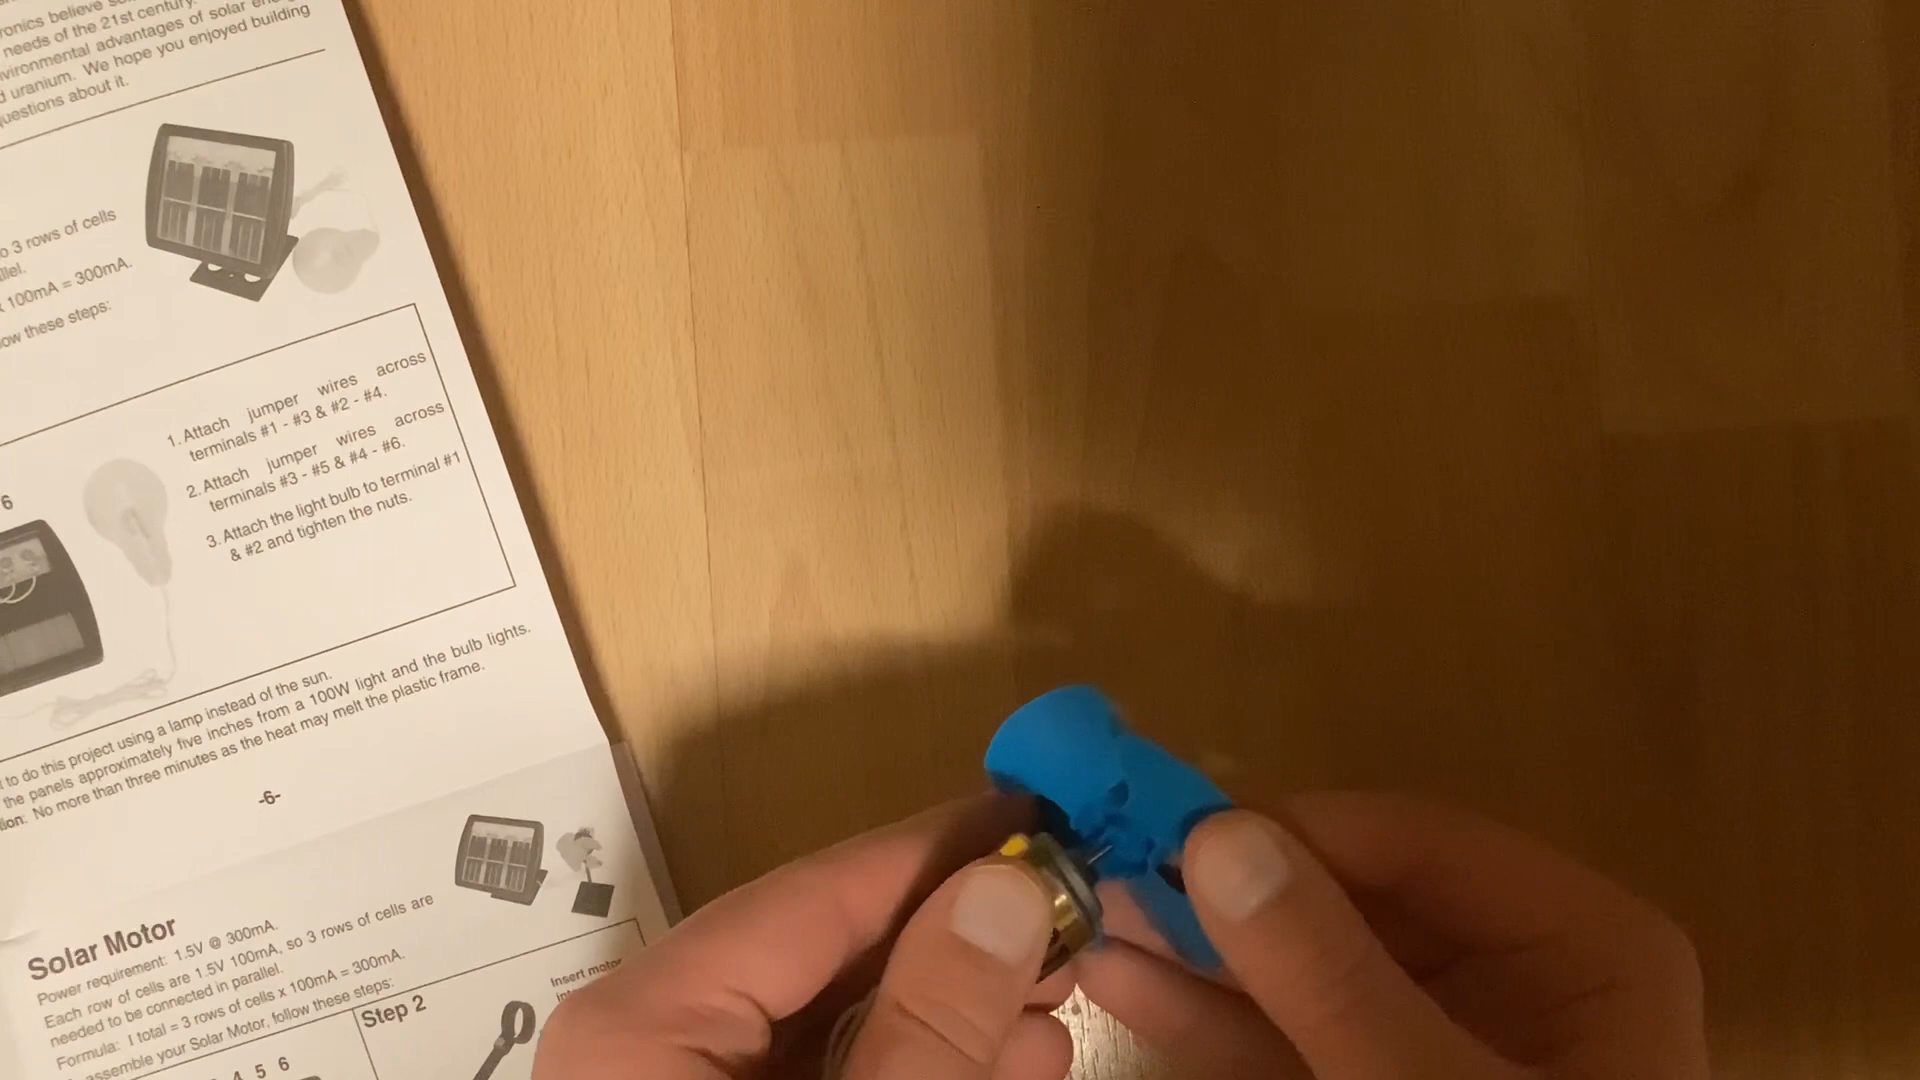 needs of the 21st century.
advantages of solar
uranium. We hope you enjoyed building
questions about it.
3 rows of cells
100mA = 300mA.
these steps:
1. Attach jumper wires across
terminals #1 - #3 & #2 - #4.
2. Attach jumper wires across
terminals #3 - #5 & #4 - #6.
3. Attach the light bulb to terminal #1
& #2 and tighten the nuts.
6
to do this project using a lamp instead of the sun.
the panels approximately five inches from a 100W light and the bulb lights.
No more than three minutes as the heat may melt the plastic frame.
-6-
Solar Motor
Power requirement: 1.5V @ 300mA.
Each row of cells are 1.5V 100mA, so 3 rows of cells are
needed to be connected in parallel.
Formula: I total = 3 rows of cells x 100mA = 300mA.
assemble your Solar Motor, follow these steps:
4 5 6
Step 2
Insert motor